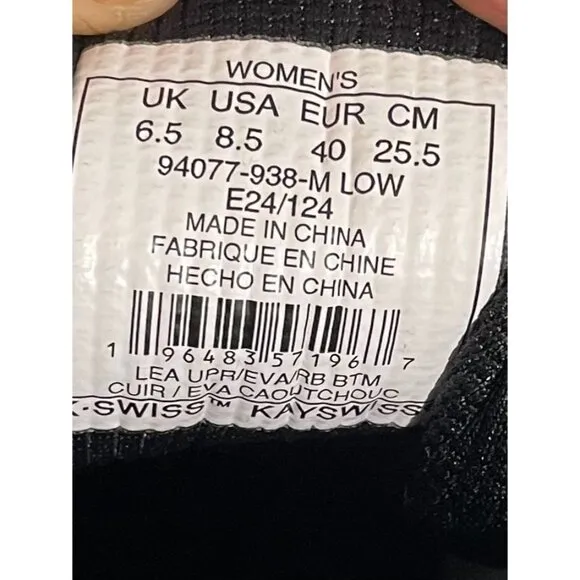 WOMEN'S
UK USA EUR CM
6.5 8.5 40 25.5
94077-938-M LOW
E24/124
MADE IN CHINA
FABRIQUE EN CHINE
HECHO EN CHINA
1 96483 57196 7
LEA UPR/EVA/RB BTM
CUIR / EVA CAOUTCHOUC
K-SWISS™ KAYSWISS